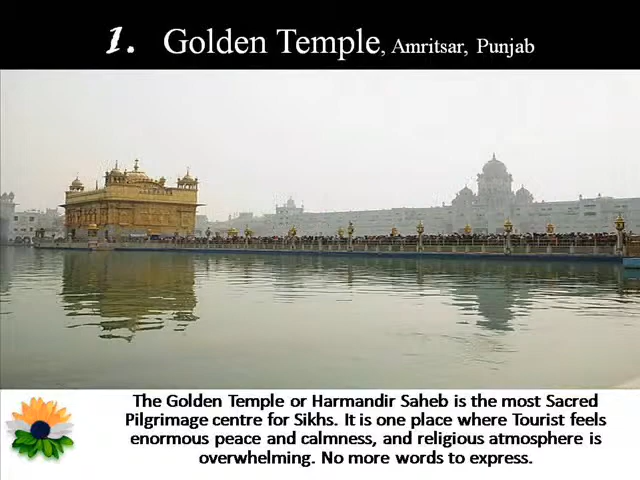 1. Golden Temple, Amritsar, Punjab
The Golden Temple or Harmandir Saheb is the most Sacred
Pilgrimage centre for Sikhs. It is one place where Tourist feels
enormous peace and calmness, and religious atmosphere is
overwhelming. No more words to express.